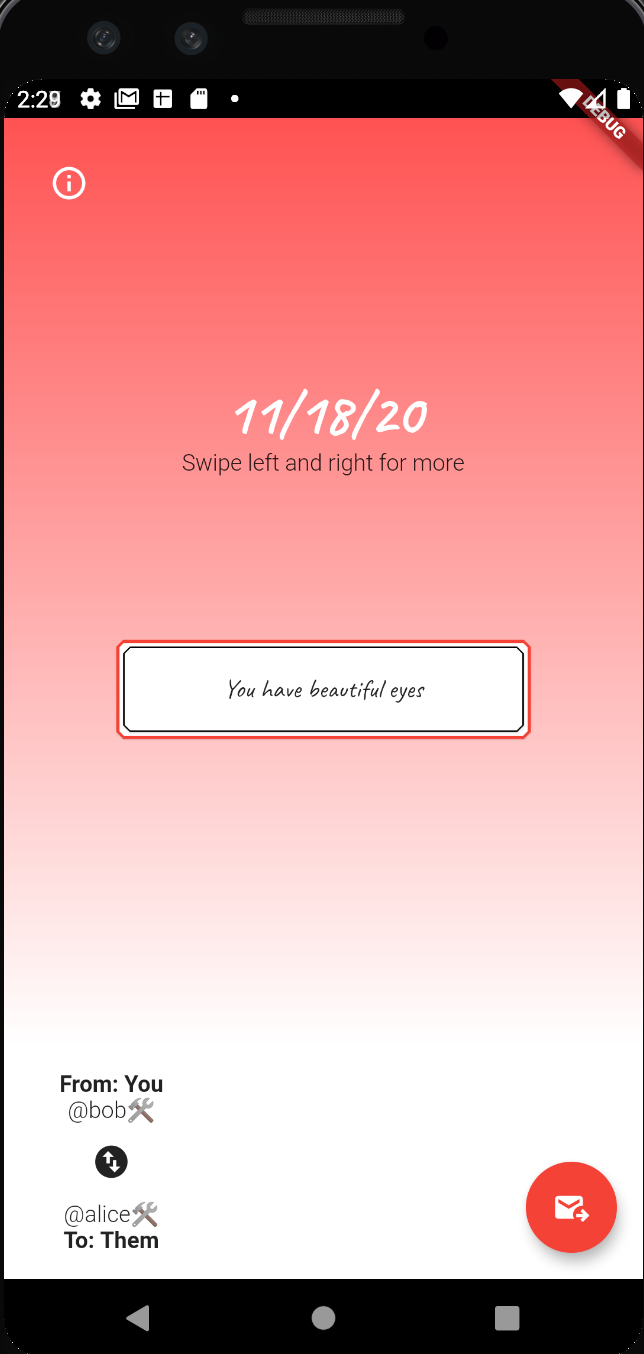 2:29
DEBUG
11/18/20
Swipe left and right for more
You have beautiful eyes
From: You
@bob🛠
@alice🛠
To: Them